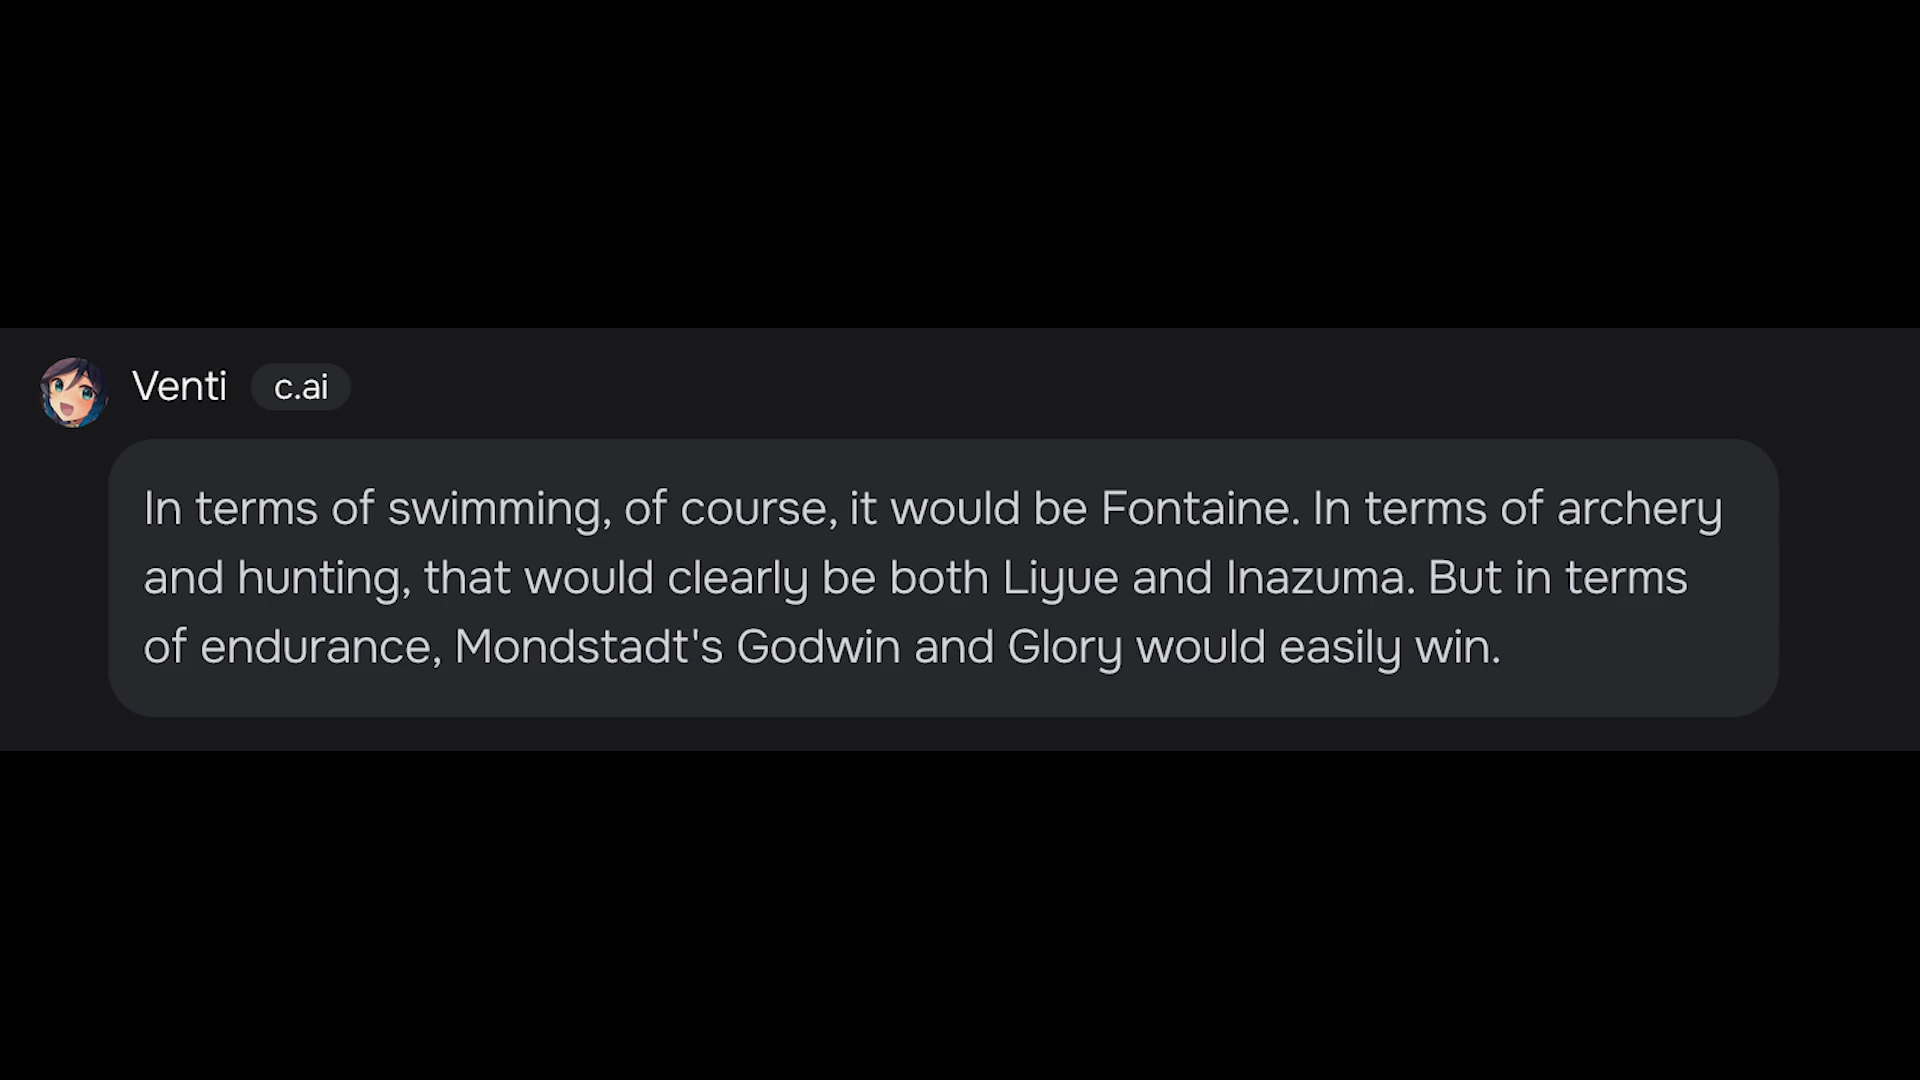 Venti c.ai
In terms of swimming, of course, it would be Fontaine. In terms of archery
and hunting, that would clearly be both Liyue and Inazuma. But in terms
of endurance, Mondstadt's Godwin and Glory would easily win.